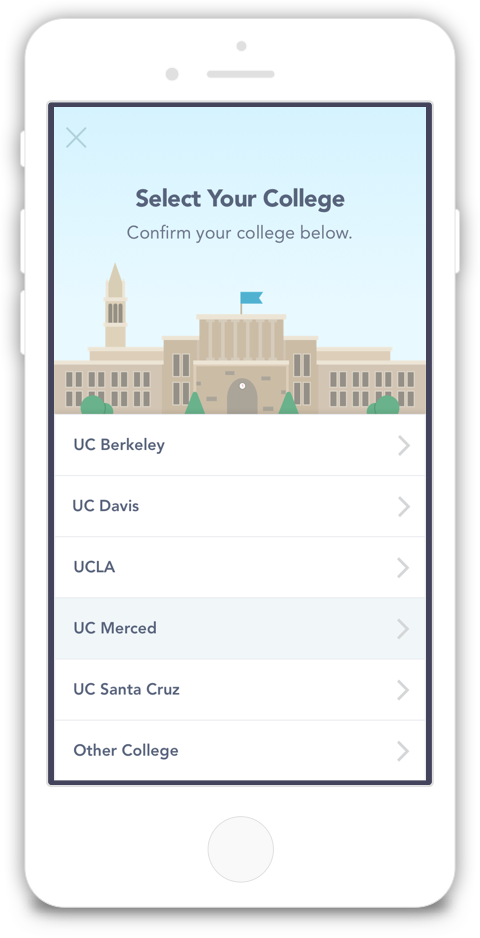 Select Your College
Confirm your college below.
UC Berkeley
UC Davis
UCLA
UC Merced
UC Santa Cruz
Other College